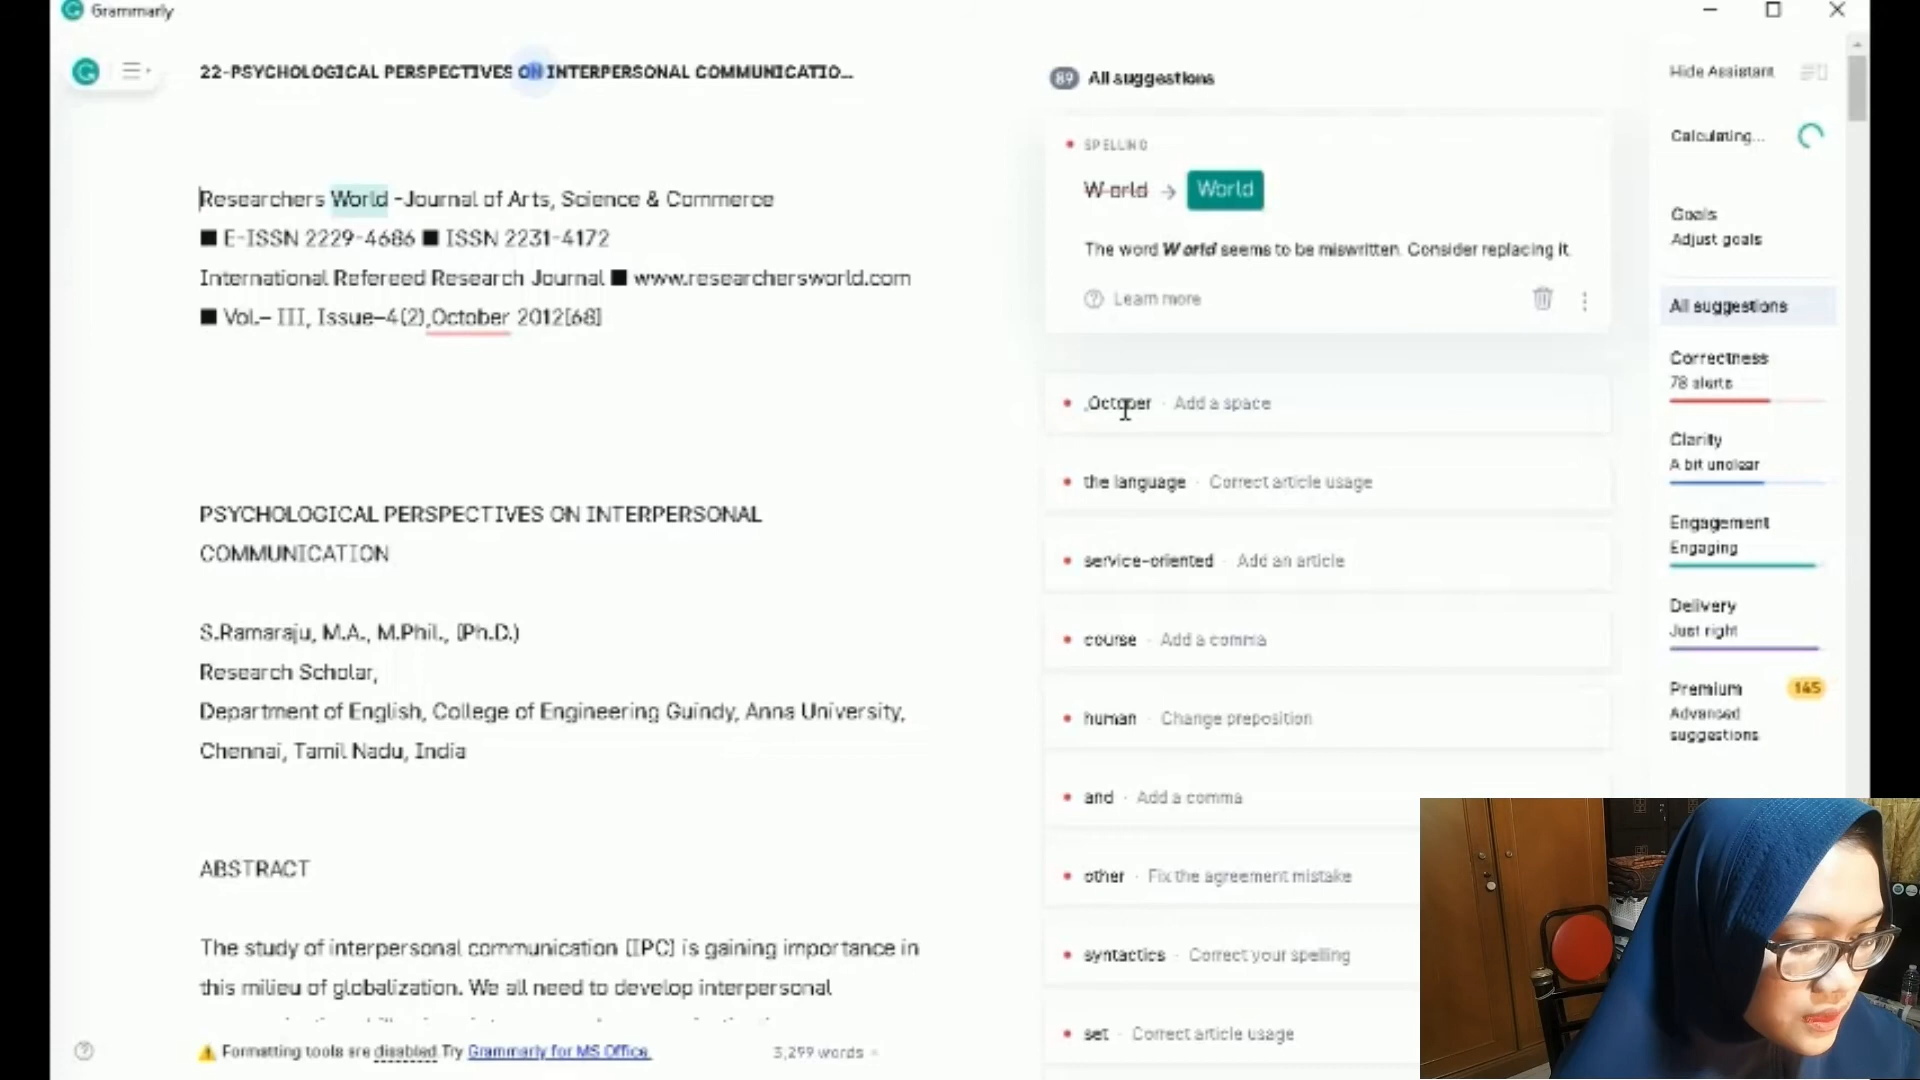 Grammarly
22-PSYCHOLOGICAL PERSPECTIVES ON INTERPERSONAL COMMUNICATIO...
Researchers World -Journal of Arts, Science & Commerce
■ E-ISSN 2229-4686 ■ ISSN 2231-4172
International Refereed Research Journal ■ www.researchersworld.com
■ Vol.– III, Issue–4(2),October 2012[68]
PSYCHOLOGICAL PERSPECTIVES ON INTERPERSONAL
COMMUNICATION
S.Ramaraju, M.A., M.Phil., (Ph.D.)
Research Scholar,
Department of English, College of Engineering Guindy, Anna University,
Chennai, Tamil Nadu, India
ABSTRACT
The study of interpersonal communication (IPC) is gaining importance in
this milieu of globalization. We all need to develop interpersonal
Formatting tools are disabled. Try Grammarly for MS Office.
3,299 words
89 All suggestions
SPELLING
W orld → World
The word W orld seems to be miswritten. Consider replacing it.
Learn more
,October · Add a space
the language · Correct article usage
service-oriented · Add an article
course · Add a comma
human · Change preposition
and · Add a comma
other · Fix the agreement mistake
syntactics · Correct your spelling
set · Correct article usage
Hide Assistant
Calculating...
Goals
Adjust goals
All suggestions
Correctness
78 alerts
Clarity
A bit unclear
Engagement
Engaging
Delivery
Just right
Premium 145
Advanced
suggestions